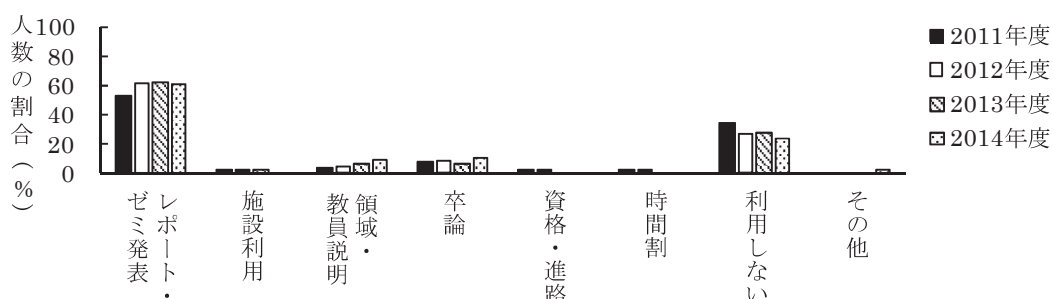 人数の割合（%）
100
80
60
40
20
0
レポート・
ゼミ発表
施設利用
領域・
教員説明
卒論
資格・進路
時間割
利用しない
その他
2011年度
2012年度
2013年度
2014年度